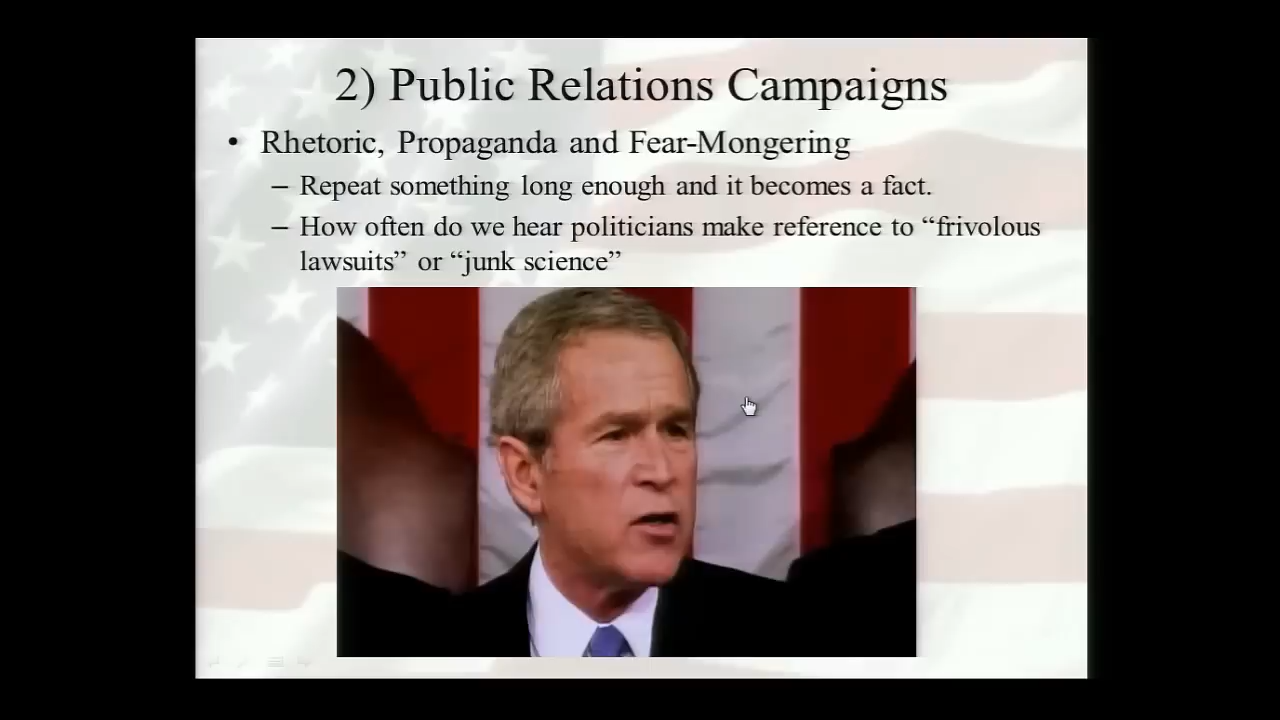 2) Public Relations Campaigns
• Rhetoric, Propaganda and Fear-Mongering
– Repeat something long enough and it becomes a fact.
– How often do we hear politicians make reference to “frivolous
lawsuits” or “junk science”